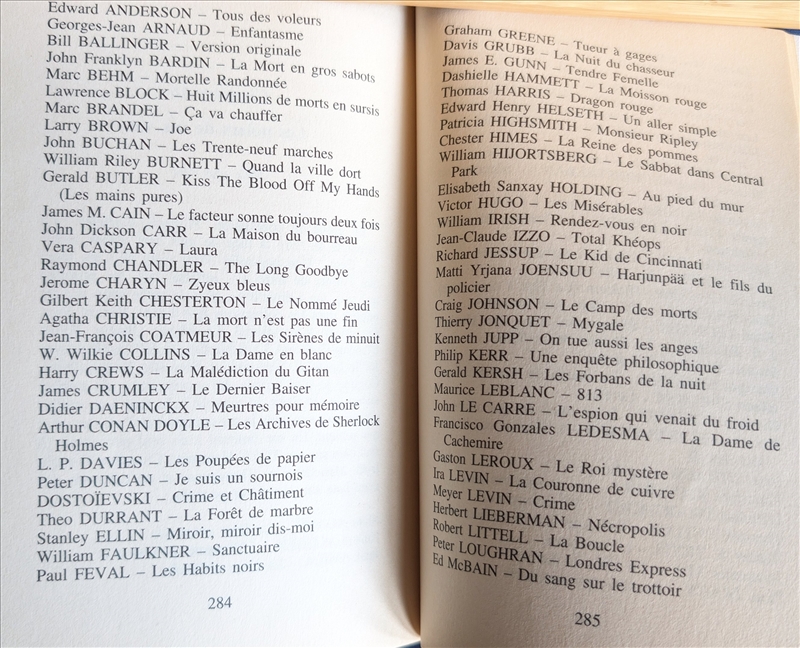 Edward ANDERSON – Tous des voleurs
Georges-Jean ARNAUD – Enfantasme
Bill BALLINGER – Version originale
John Franklyn BARDIN – La Mort en gros sabots
Marc BEHM – Mortelle Randonnée
Lawrence BLOCK – Huit Millions de morts en sursis
Marc BRANDEL – Ça va chauffer
Larry BROWN – Joe
John BUCHAN – Les Trente-neuf marches
William Riley BURNETT – Quand la ville dort
Gerald BUTLER – Kiss The Blood Off My Hands
(Les mains pures)
James M. CAIN – Le facteur sonne toujours deux fois
John Dickson CARR – La Maison du bourreau
Vera CASPARY – Laura
Raymond CHANDLER – The Long Goodbye
Jerome CHARYN – Zyeux bleus
Gilbert Keith CHESTERTON – Le Nommé Jeudi
Agatha CHRISTIE – La mort n'est pas une fin
Jean-François COATMEUR – Les Sirènes de minuit
W. Wilkie COLLINS – La Dame en blanc
Harry CREWS – La Malédiction du Gitan
James CRUMLEY – Le Dernier Baiser
Didier DAENINCKX – Meurtres pour mémoire
Arthur CONAN DOYLE – Les Archives de Sherlock
Holmes
L. P. DAVIES – Les Poupées de papier
Peter DUNCAN – Je suis un sournois
DOSTOÏEVSKI – Crime et Châtiment
Theo DURRANT – La Forêt de marbre
Stanley ELLIN – Miroir, miroir dis-moi
William FAULKNER – Sanctuaire
Paul FEVAL – Les Habits noirs
284
Graham GREENE – Tueur à gages
Davis GRUBB – La Nuit du chasseur
James E. GUNN – Tendre Femelle
Dashielle HAMMETT – La Moisson rouge
Thomas HARRIS – Dragon rouge
Edward Henry HELSETH – Un aller simple
Patricia HIGHSMITH – Monsieur Ripley
Chester HIMES – La Reine des pommes
William HIJORTSBERG – Le Sabbat dans Central
Park
Elisabeth Sanxay HOLDING – Au pied du mur
Victor HUGO – Les Misérables
William IRISH – Rendez-vous en noir
Jean-Claude IZZO – Total Khéops
Richard JESSUP – Le Kid de Cincinnati
Matti Yrjana JOENSUU – Harjunpää et le fils du
policier
Craig JOHNSON – Le Camp des morts
Thierry JONQUET – Mygale
Kenneth JUPP – On tue aussi les anges
Philip KERR – Une enquête philosophique
Gerald KERSH – Les Forbans de la nuit
Maurice LEBLANC – 813
John LE CARRE – L'espion qui venait du froid
Francisco Gonzales LEDESMA – La Dame de
Cachemire
Gaston LEROUX – Le Roi mystère
Ira LEVIN – La Couronne de cuivre
Meyer LEVIN – Crime
Herbert LIEBERMAN – Nécropolis
Robert LITTELL – La Boucle
Peter LOUGHRAN – Londres Express
Ed McBAIN – Du sang sur le trottoir
285